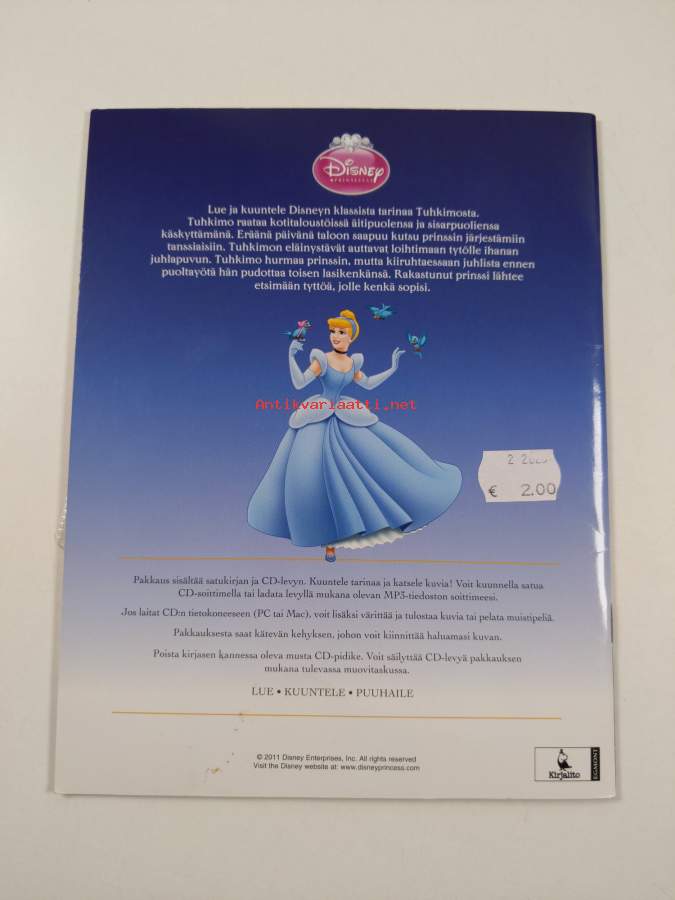 Disney
PRINCESS
Lue ja kuuntele Disneyn klassista tarinaa Tuhkimosta.
Tuhkimo raataa kotitaloustöissä äitipuolensa ja sisarpuoliensa
käskyttämänä. Eräänä päivänä taloon saapuu kutsu prinssin järjestämiin
tanssiaisiin. Tuhkimon eläinystävät auttavat loihtimaan tytölle ihanan
juhlapuvun. Tuhkimo hurmaa prinssin, mutta kiiruhtaessaan juhlista ennen
puoltayötä hän pudottaa toisen lasikenkänsä. Rakastunut prinssi lähtee
etsimään tyttöä, jolle kenkä sopisi.
Antikvariaatti.net
€ 2.00
Pakkaus sisältää satukirjan ja CD-levyn. Kuuntele tarinaa ja katsele kuvia! Voit kuunnella satua
CD-soittimella tai ladata levyllä mukana olevan MP3-tiedoston soittimeesi.
Jos laitat CD:n tietokoneeseen (PC tai Mac), voit lisäksi värittää ja tulostaa kuvia tai pelata muistipeliä.
Pakkauksesta saat kätevän kehyksen, johon voit kiinnittää haluamasi kuvan.
Poista kirjasen kannessa oleva musta CD-pidike. Voit säilyttää CD-levyä pakkauksen
mukana tulevassa muovitaskussa.
LUE • KUUNTELE • PUUHAILE
© 2011 Disney Enterprises, Inc. All rights reserved
Visit the Disney website at: www.disneyprincess.com
Kirjalito
EGMONT